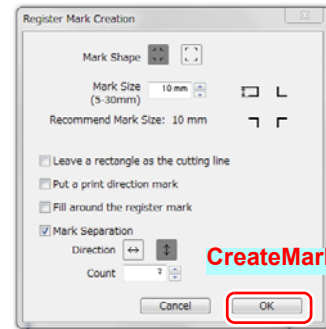 Register Mark Creation
Mark Shape
Mark Size
(5-30mm)
10 mm
Recommend Mark Size: 10 mm
Leave a rectangle as the cutting line
Put a print direction mark
Fill around the register mark
Mark Separation
Direction
CreateMar
Count
2
Cancel
OK